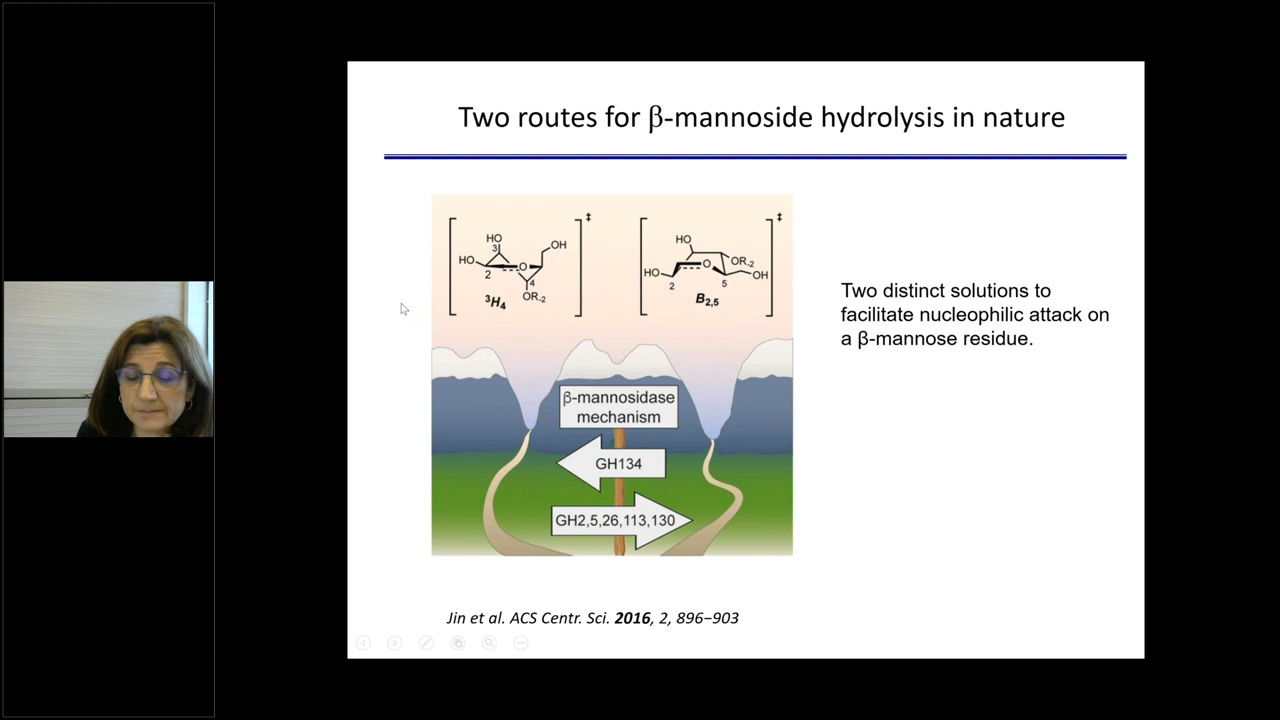 Two routes for β-mannoside hydrolysis in nature
‡
‡
HO
3
HO
2
O
OH
4
OR-2
³H₄
HO
HO
2
O
OR-2
OH
5
B₂,₅
Two distinct solutions to
facilitate nucleophilic attack on
a β-mannose residue.
β-mannosidase
mechanism
GH134
GH2,5,26,113,130
Jin et al. ACS Centr. Sci. 2016, 2, 896−903